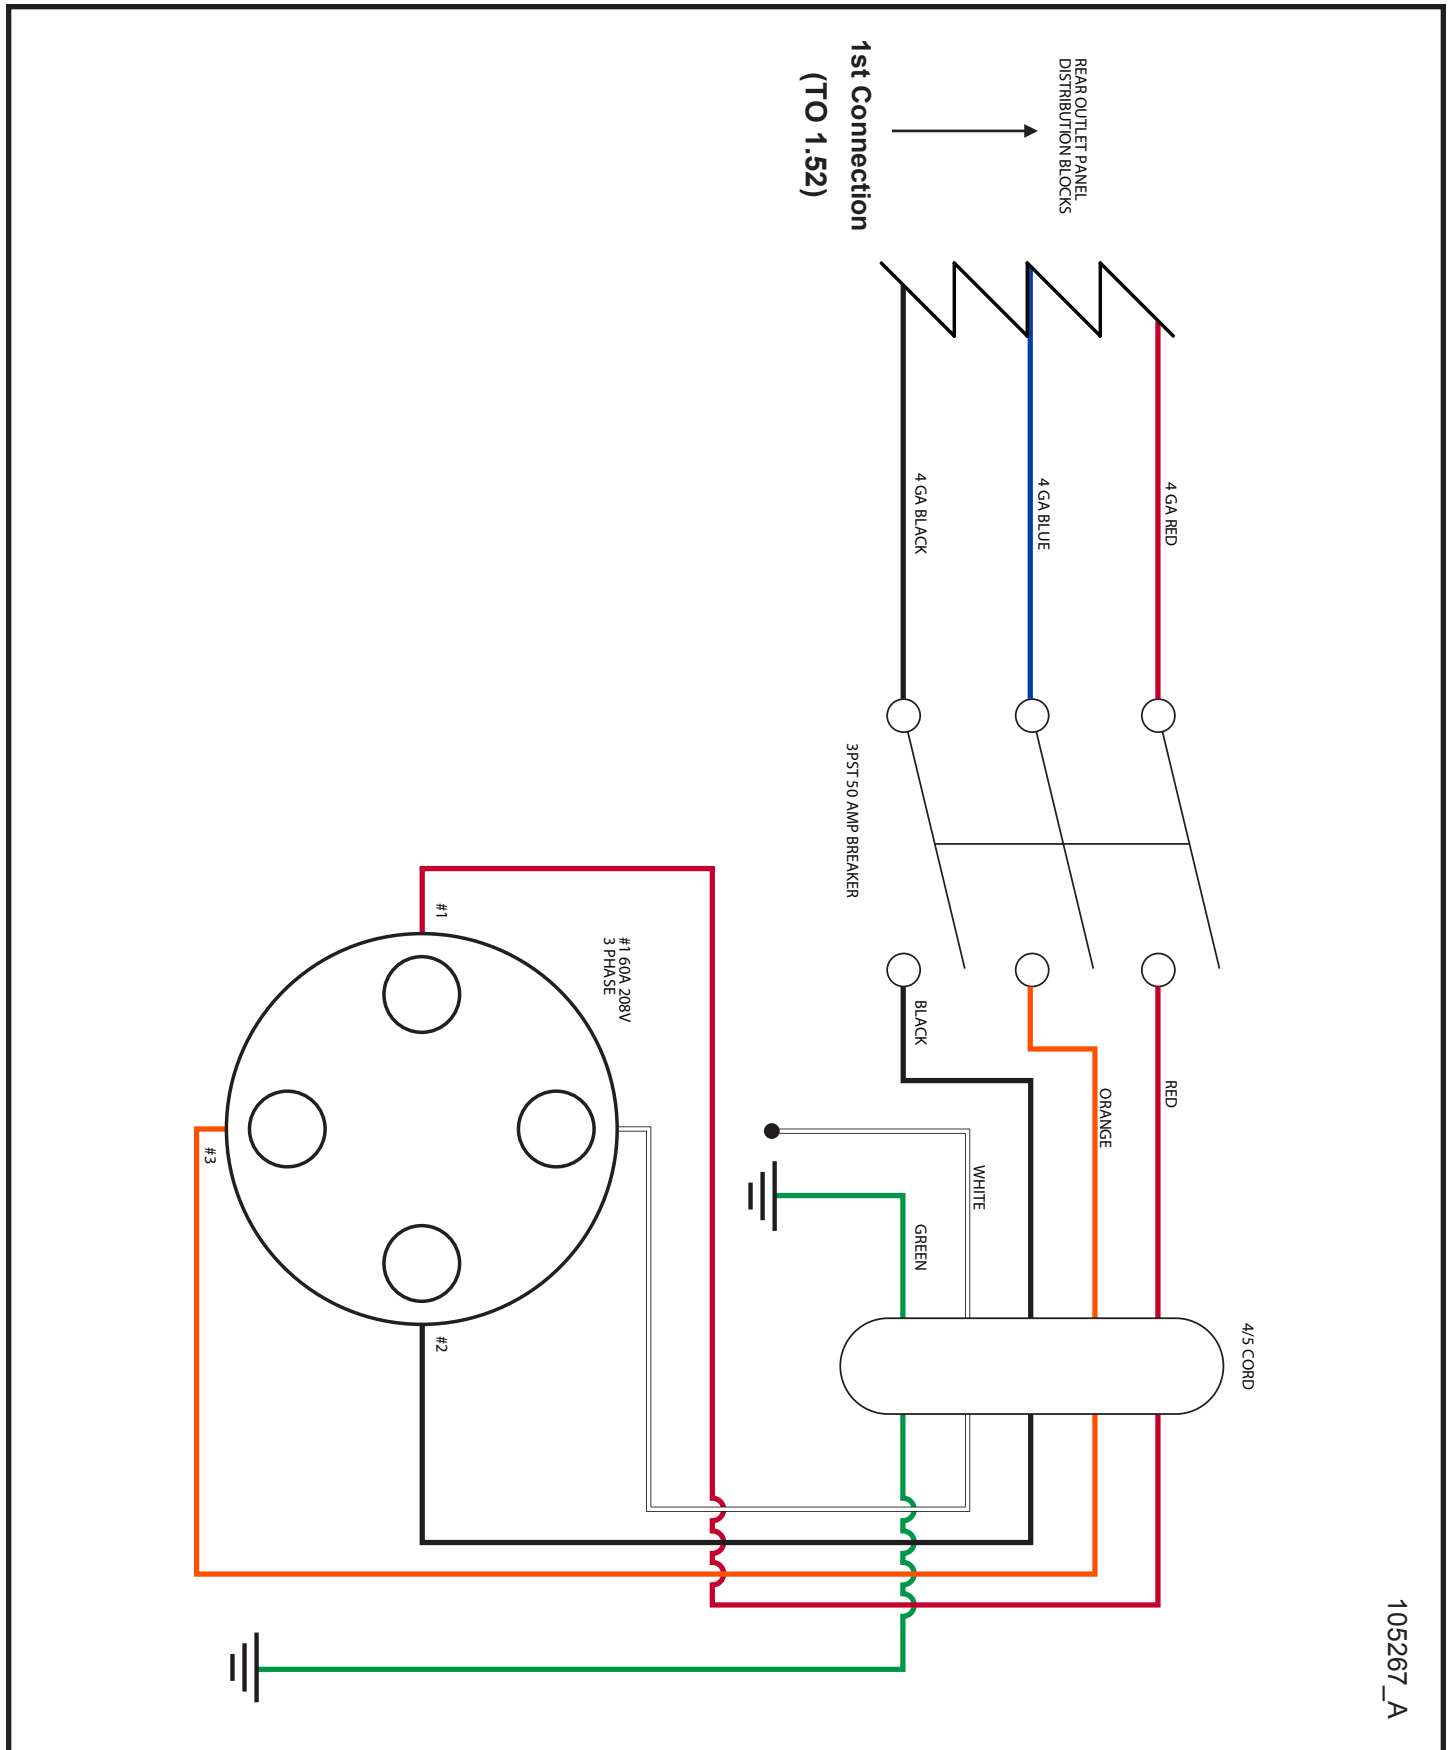 REAR OUTLET PANEL
DISTRIBUTION BLOCKS
1st Connection
(TO 1.52)
4 GA RED
4 GA BLUE
4 GA BLACK
3PST 50 AMP BREAKER
RED
ORANGE
BLACK
WHITE
GREEN
4/5 CORD
#1 60A 208V
3 PHASE
#1
#2
#3
105267_A